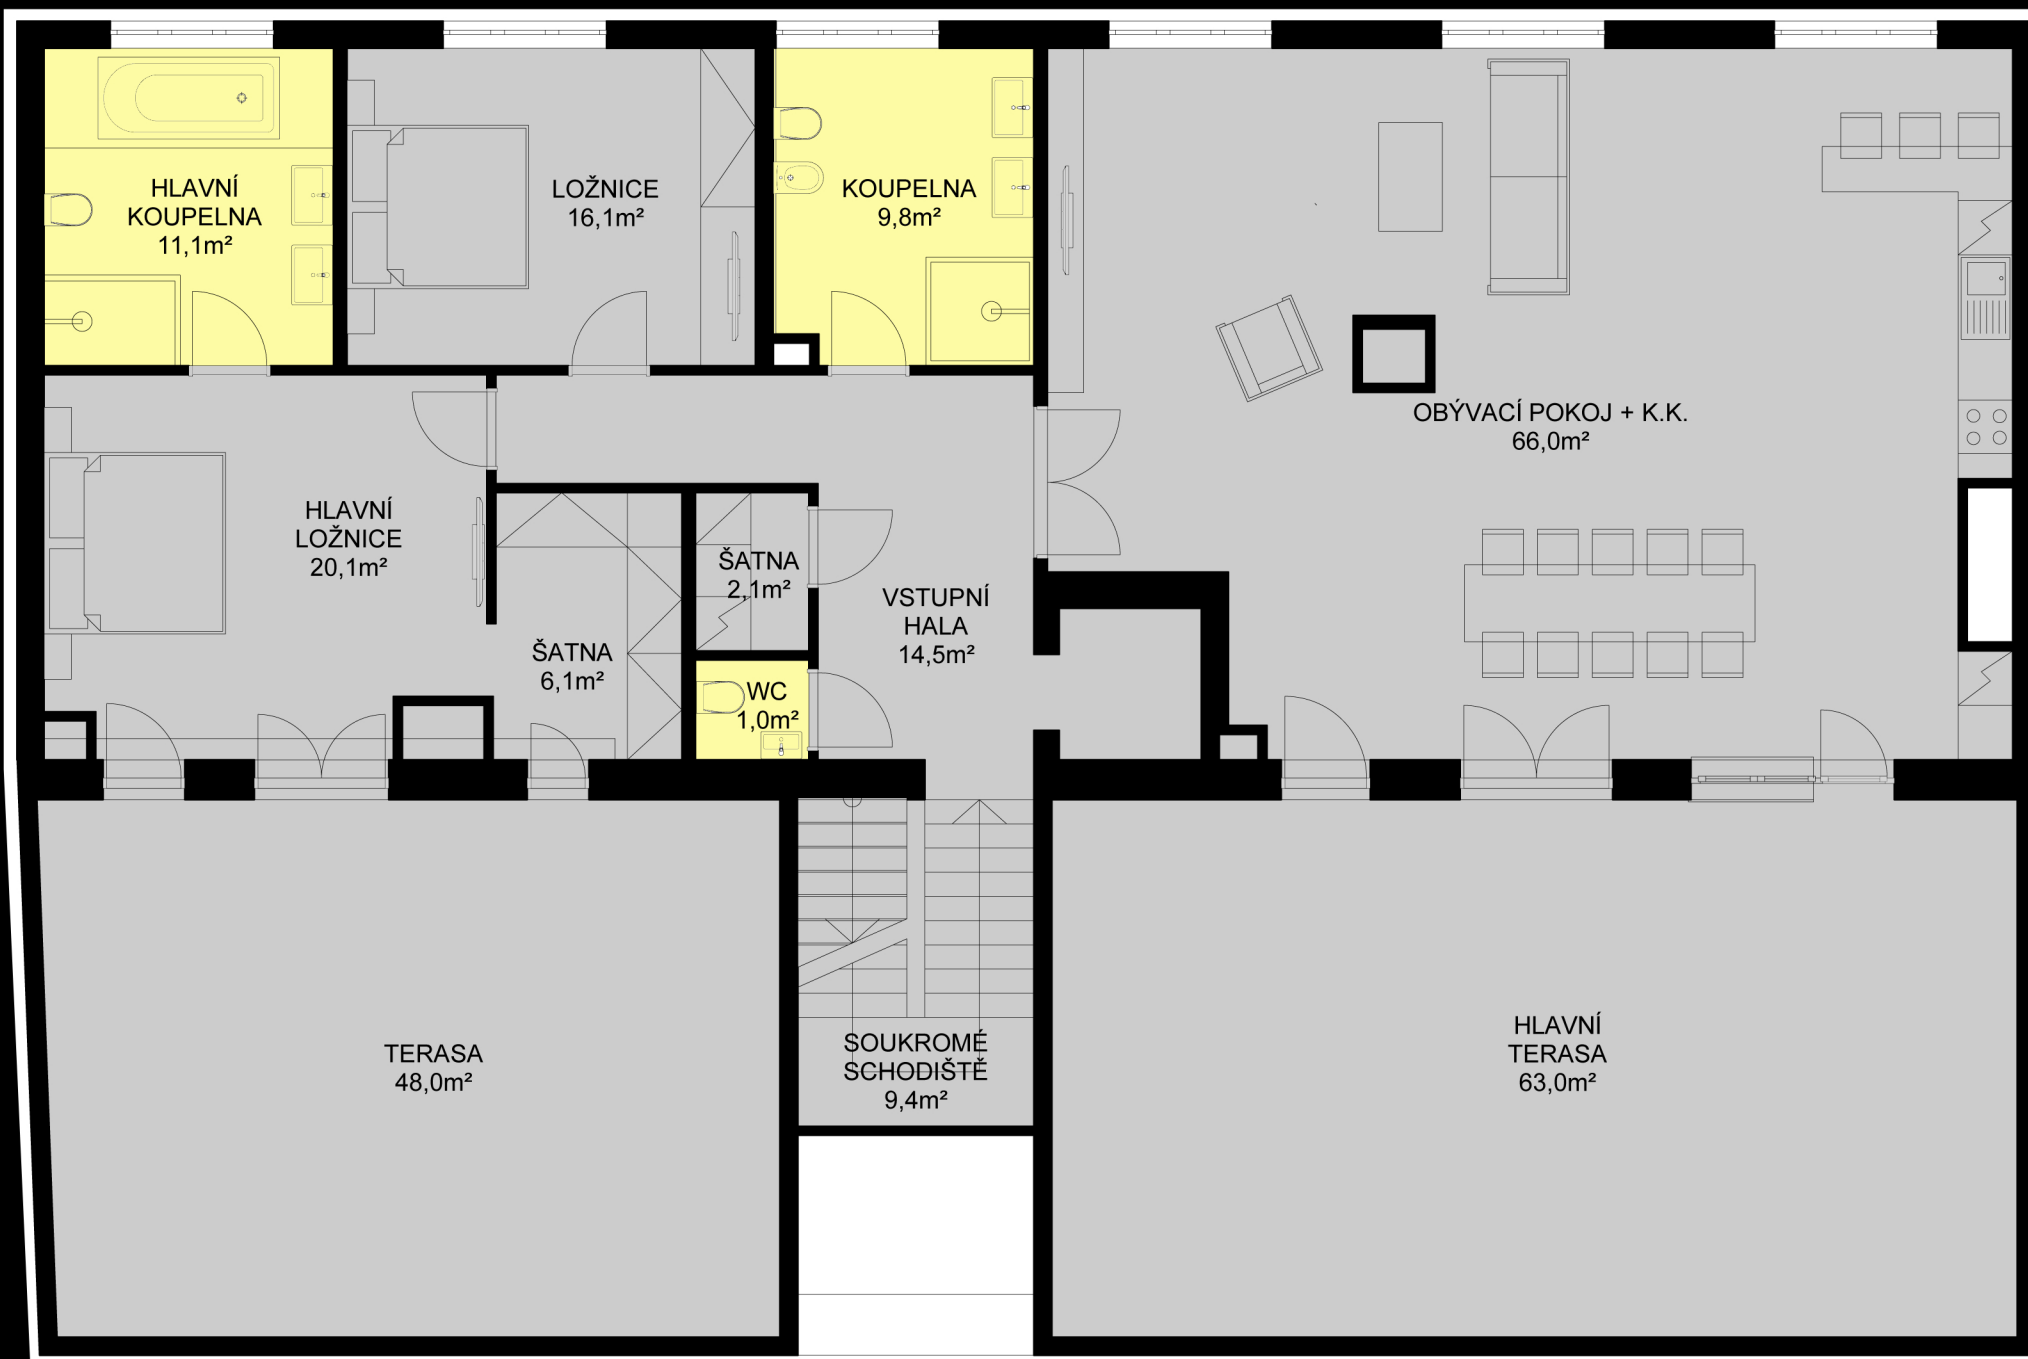 HLAVNÍ
KOUPELNA
11,1m²
LOŽNICE
16,1m²
KOUPELNA
9,8m²
OBÝVACÍ POKOJ + K.K.
66,0m²
HLAVNÍ
LOŽNICE
20,1m²
ŠATNA
6,1m²
ŠATNA
2,1m²
WC
1,0m²
VSTUPNÍ
HALA
14,5m²
TERASA
48,0m²
SOUKROMÉ
SCHODIŠTĚ
9,4m²
HLAVNÍ
TERASA
63,0m²